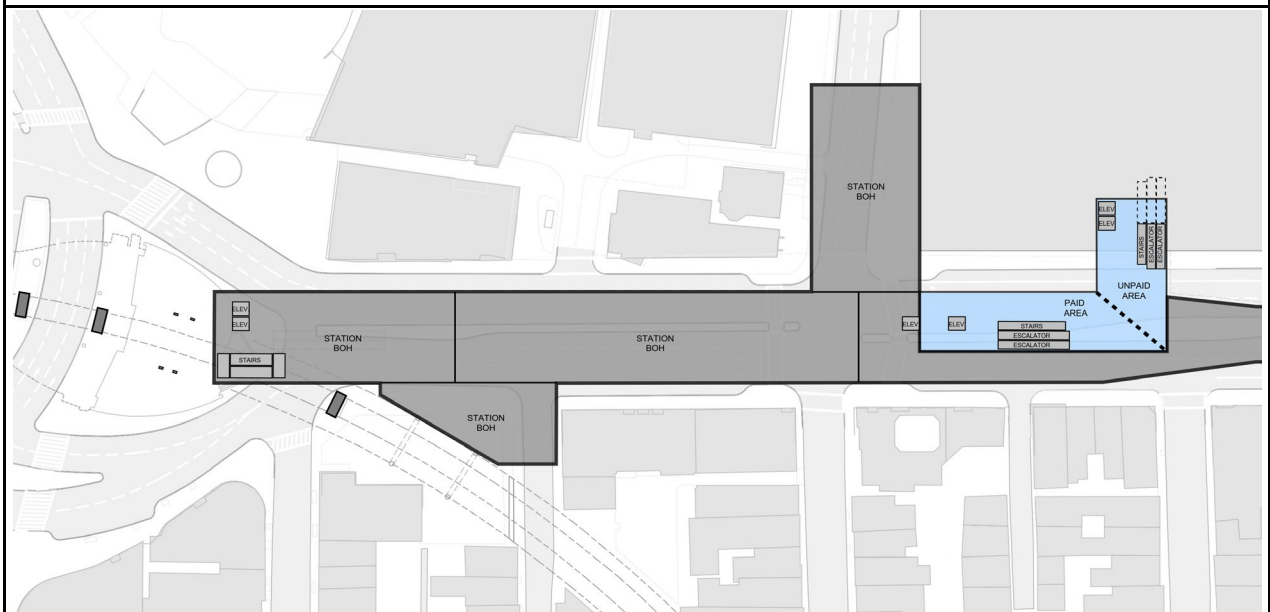 STATION
BOH
ELEV
ELEV
STAIRS
ESCALATOR
ESCALATOR
UNPAID
AREA
PAID
AREA
ELEV
ELEV
STATION
BOH
STATION
BOH
ELEV
ELEV
STAIRS
ESCALATOR
ESCALATOR
STAIRS
STATION
BOH